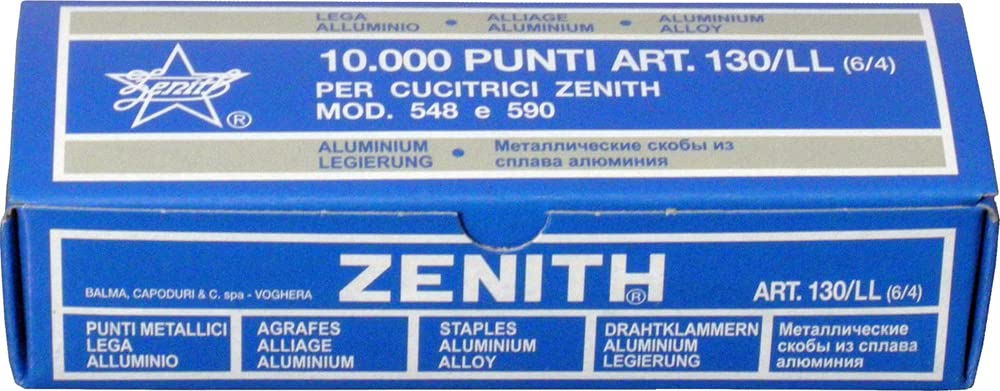 LEGA ALLUMINIO • ALLIAGE ALUMINIUM • ALUMINIUM ALLOY
Zenith ®
10.000 PUNTI ART. 130/LL (6/4)
PER CUCITRICI ZENITH
MOD. 548 e 590
ALUMINIUM LEGIERUNG • Металлические скобы из сплава алюминия
BALMA, CAPODURI & C. spa - VOGHERA
ZENITH®
ART. 130/LL (6/4)
PUNTI METALLICI
LEGA
ALLUMINIO
AGRAFES
ALLIAGE
ALUMINIUM
STAPLES
ALUMINIUM
ALLOY
DRAHTKLAMMERN
ALUMINIUM
LEGIERUNG
Металлические
скобы из сплава
алюминия